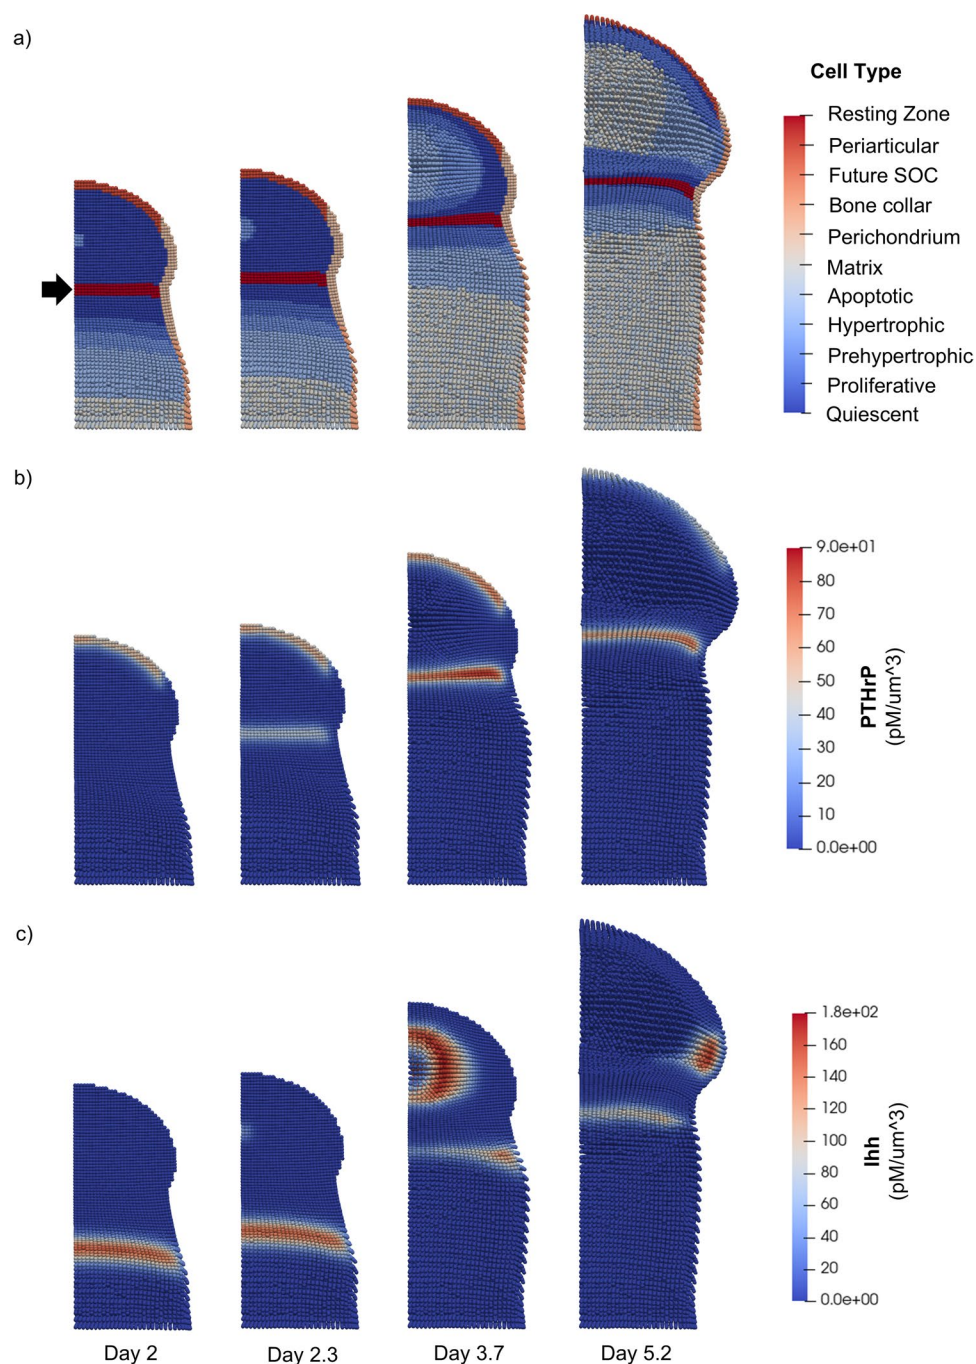 a)
Cell Type
Resting Zone
Periarticular
Future SOC
Bone collar
Perichondrium
Matrix
Apoptotic
Hypertrophic
Prehypertrophic
Proliferative
Quiescent
b)
9.0e+01
80
70
60
50
40
30
20
10
0.0e+00
PTHrP
(pM/um^3)
c)
1.8e+02
160
140
120
100
80
60
40
20
0.0e+00
Ihh
(pM/um^3)
Day 2
Day 2.3
Day 3.7
Day 5.2